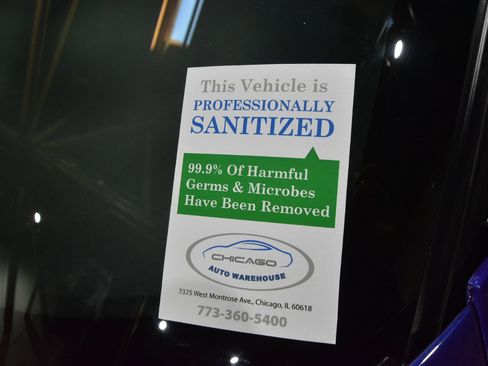 This Vehicle is
PROFESSIONALLY
SANITIZED
99.9% Of Harmful
Germs & Microbes
Have Been Removed
CHICAGO
AUTO WAREHOUSE
3325 West Montrose Ave., Chicago, IL 60618
773-360-5400